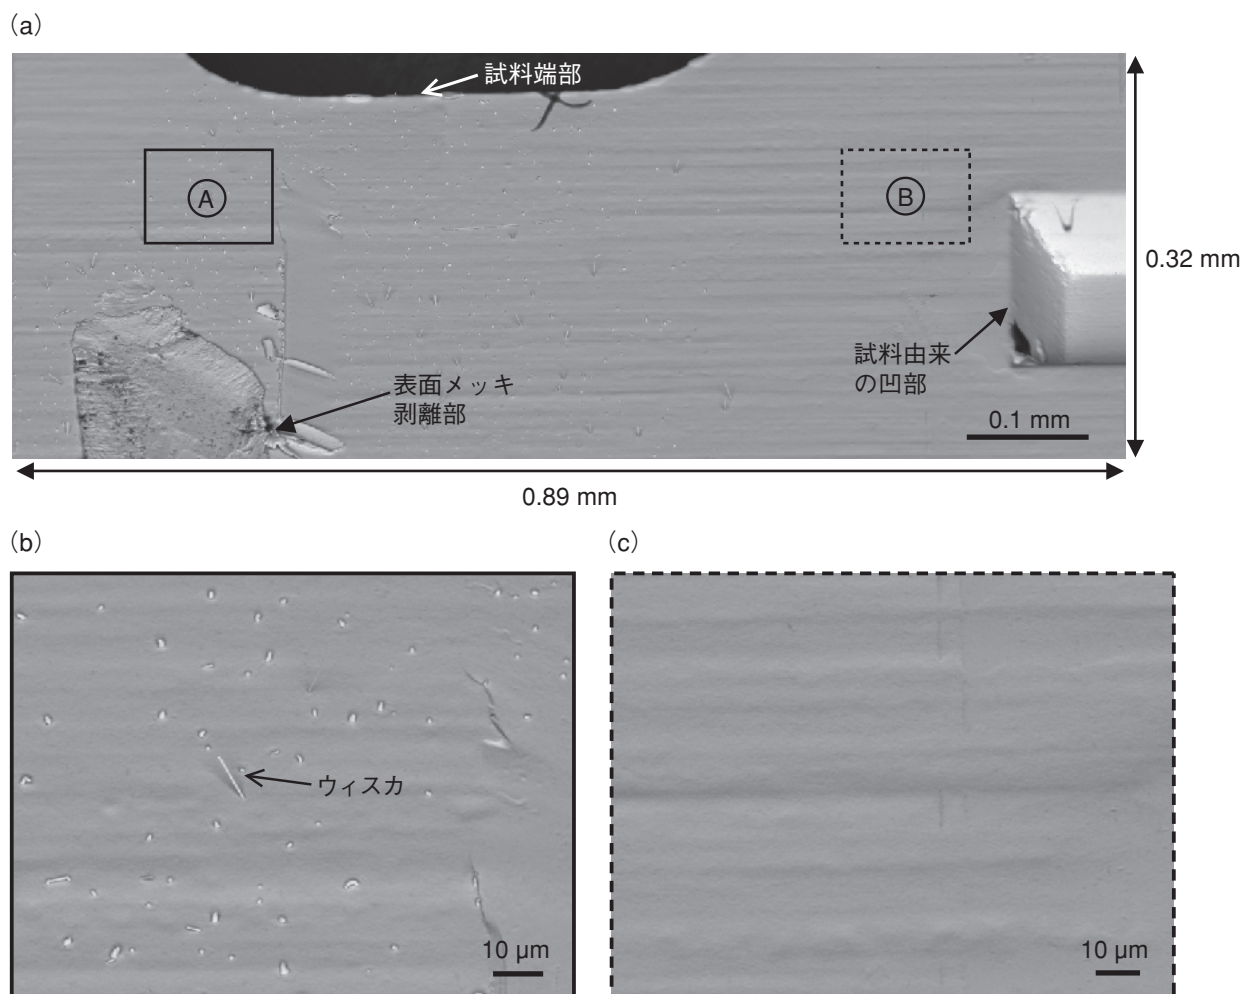 (a)
試料端部
A
B
0.32 mm
試料由来
の凹部
表面メッキ
剥離部
0.1 mm
0.89 mm
(b)
(c)
ウィスカ
10 µm
10 µm